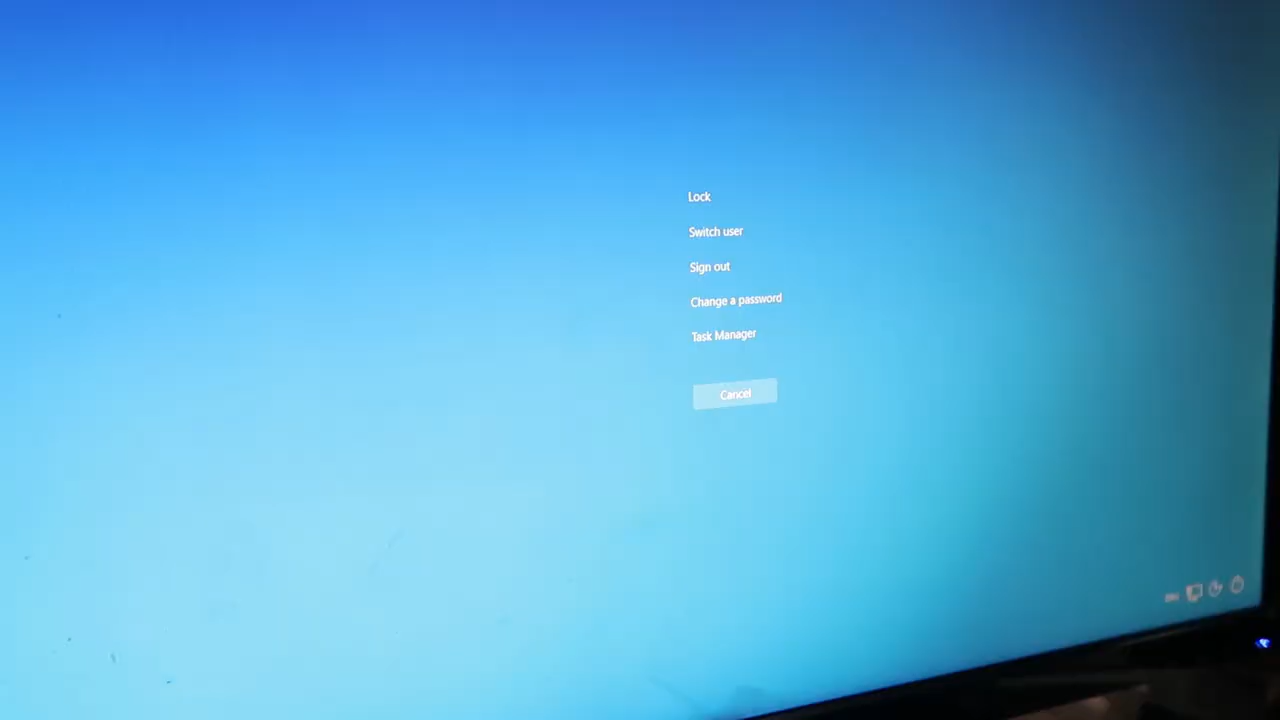 Lock
Switch user
Sign out
Change a password
Task Manager
Cancel